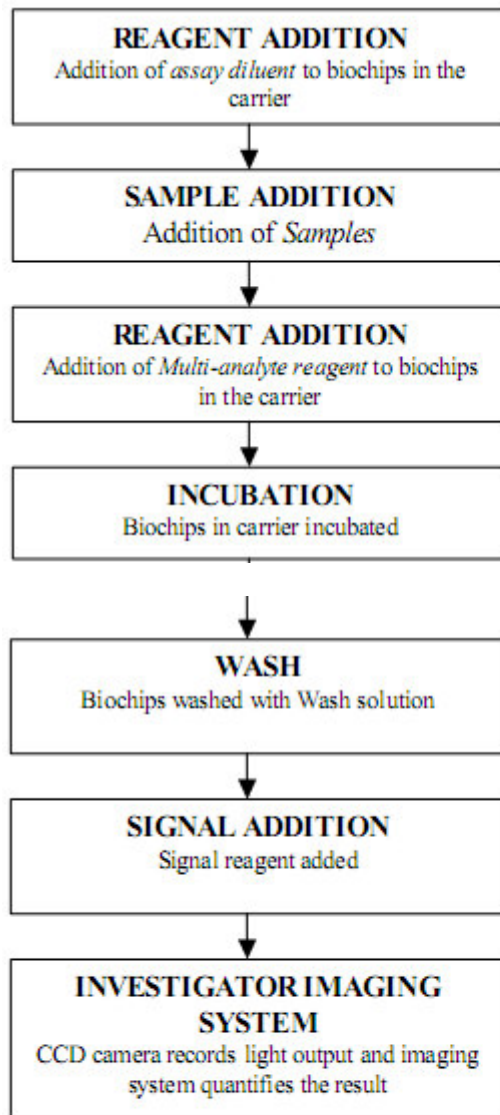 REAGENT ADDITION
Addition of assay diluent to biochips in the
carrier
SAMPLE ADDITION
Addition of Samples
REAGENT ADDITION
Addition of Multi-analyte reagent to biochips
in the carrier
INCUBATION
Biochips in carrier incubated
WASH
Biochips washed with Wash solution
SIGNAL ADDITION
Signal reagent added
INVESTIGATOR IMAGING
SYSTEM
CCD camera records light output and imaging
system quantifies the result